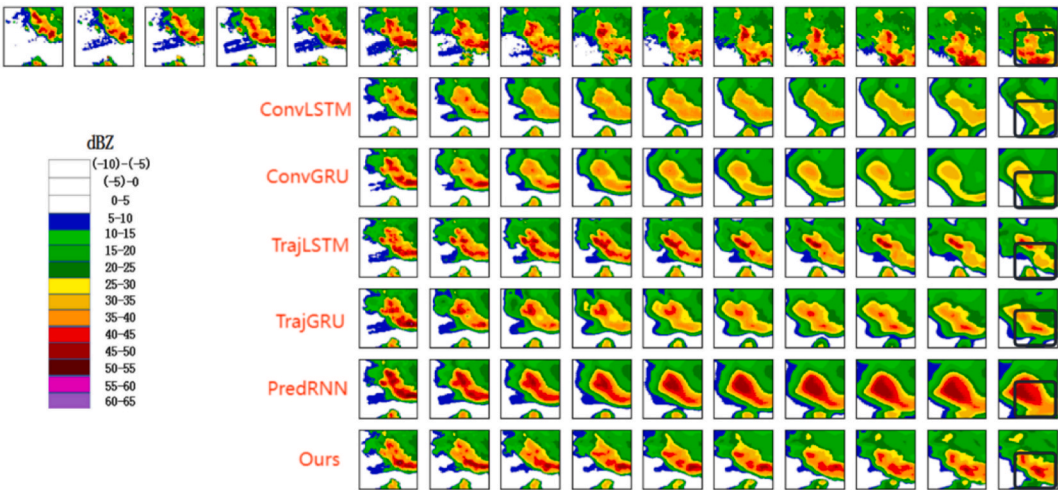 ConvLSTM
dBZ
(-10)-(-5)
(-5)-0
0-5
5-10
10-15
15-20
20-25
25-30
30-35
35-40
40-45
45-50
50-55
55-60
60-65
ConvGRU
TrajLSTM
TrajGRU
PredRNN
Ours